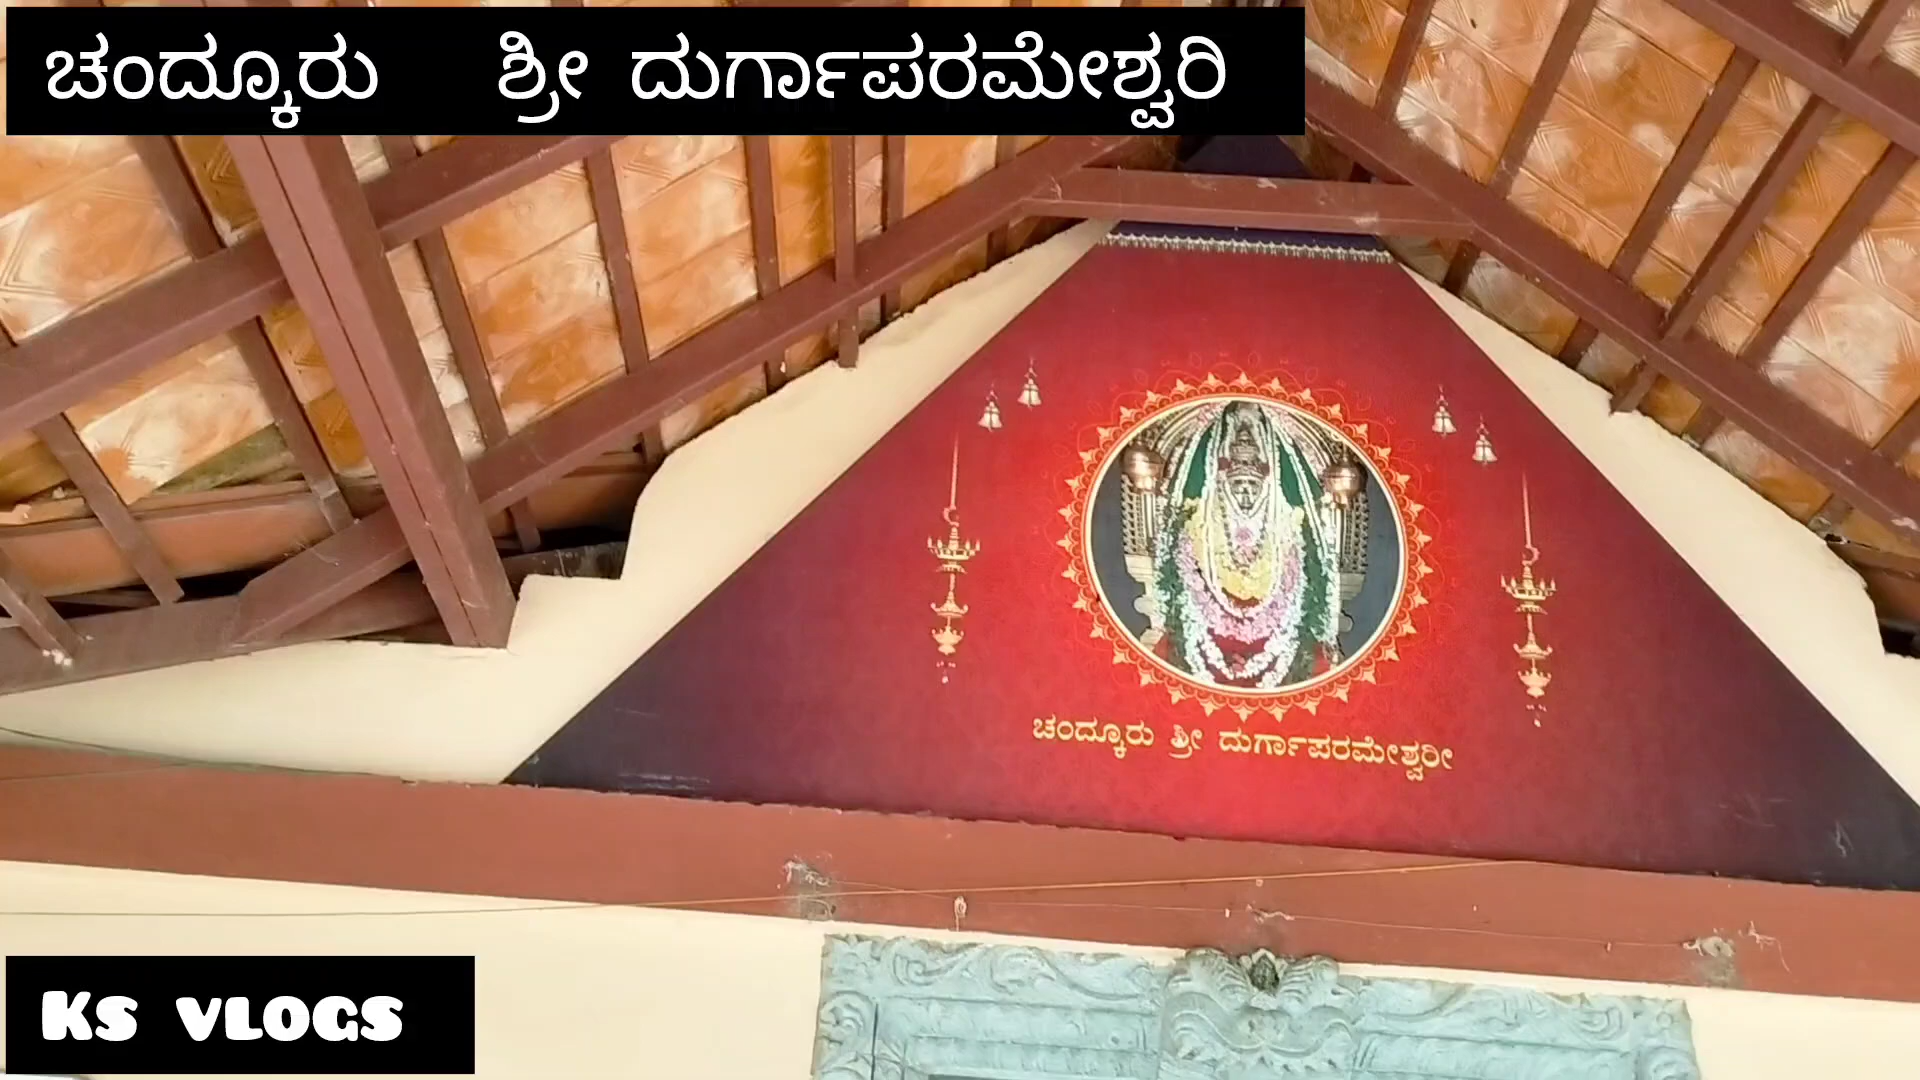 ಚಂದ್ಕೂರು ಶ್ರೀ ದುರ್ಗಾಪರಮೇಶ್ವರಿ
ಚಂದ್ಕೂರು ಶ್ರೀ ದುರ್ಗಾಪರಮೇಶ್ವರೀ
Ks vlogs